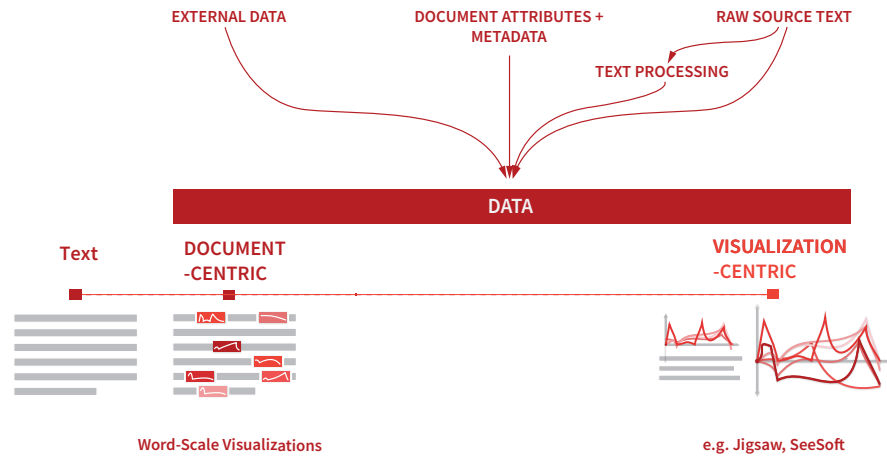 EXTERNAL DATA
DOCUMENT ATTRIBUTES +
METADATA
RAW SOURCE TEXT
TEXT PROCESSING
DATA
Text
DOCUMENT
-CENTRIC
VISUALIZATION
-CENTRIC
Word-Scale Visualizations
e.g. Jigsaw, SeeSoft